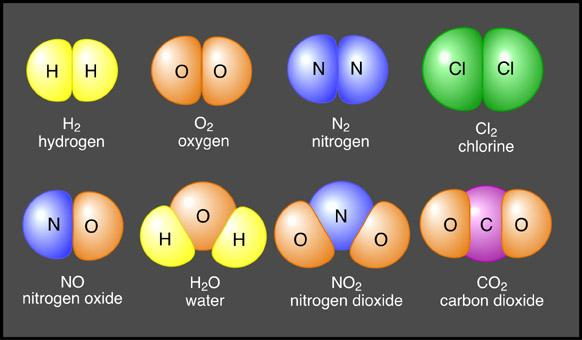 H H
O O
N N
Cl Cl
H2
hydrogen
O2
oxygen
N2
nitrogen
Cl2
chlorine
N O
H O H
O N O
O C O
NO
nitrogen oxide
H2O
water
NO2
nitrogen dioxide
CO2
carbon dioxide